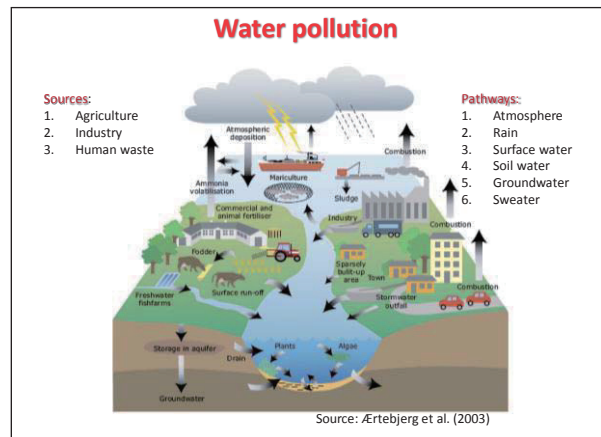 Water pollution
Sources:
1. Agriculture
2. Industry
3. Human waste
Pathways:
1. Atmosphere
2. Rain
3. Surface water
4. Soil water
5. Groundwater
6. Sweater
Atmospheric
deposition
Combustion
Mariculture
Ammonia
volatilisation
Sludge
Commercial and
animal fertiliser
Industry
Combustion
Fodder
Sparsely
built-up
area
Town
Surface run-off
Combustion
Freshwater
fishfarms
Stormwater
outfall
Storage in aquifer
Drain
Plants
Algae
Groundwater
Source: Ærtebjerg et al. (2003)